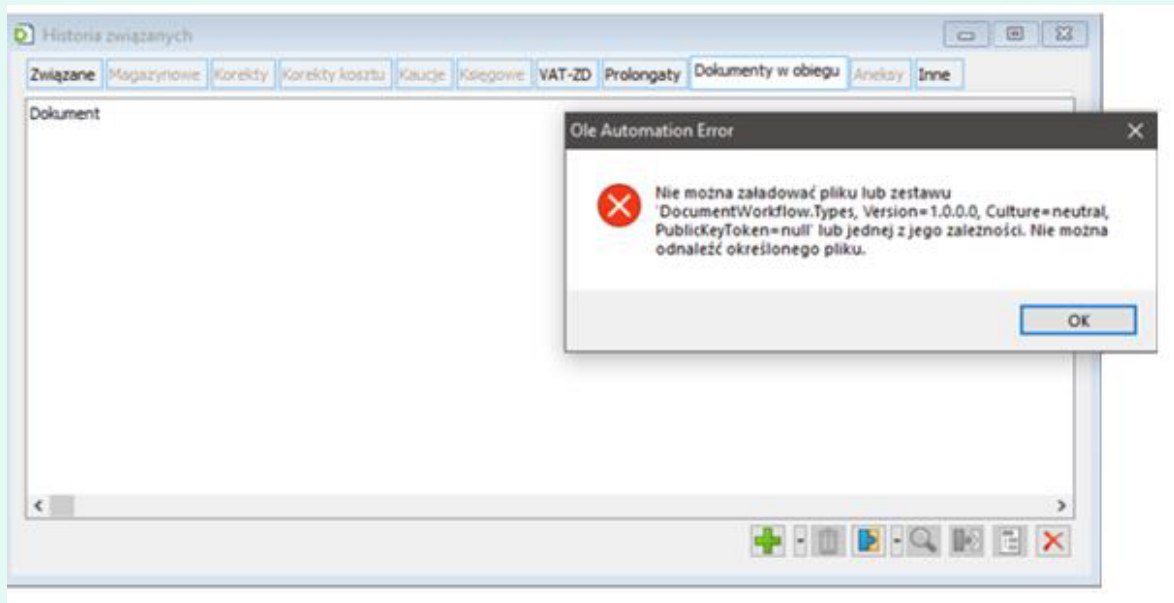 Historia związanych
Związane Magazynowe Korekty Korekty kosztu Kaucje Księgowe VAT-ZD Prolongaty Dokumenty w obiegu Aneksy Inne
Dokument
Ole Automation Error
Nie można załadować pliku lub zestawu
'DocumentWorkflow.Types, Version=1.0.0.0, Culture=neutral,
PublicKeyToken=null' lub jednej z jego zależności. Nie można
odnaleźć określonego pliku.
OK